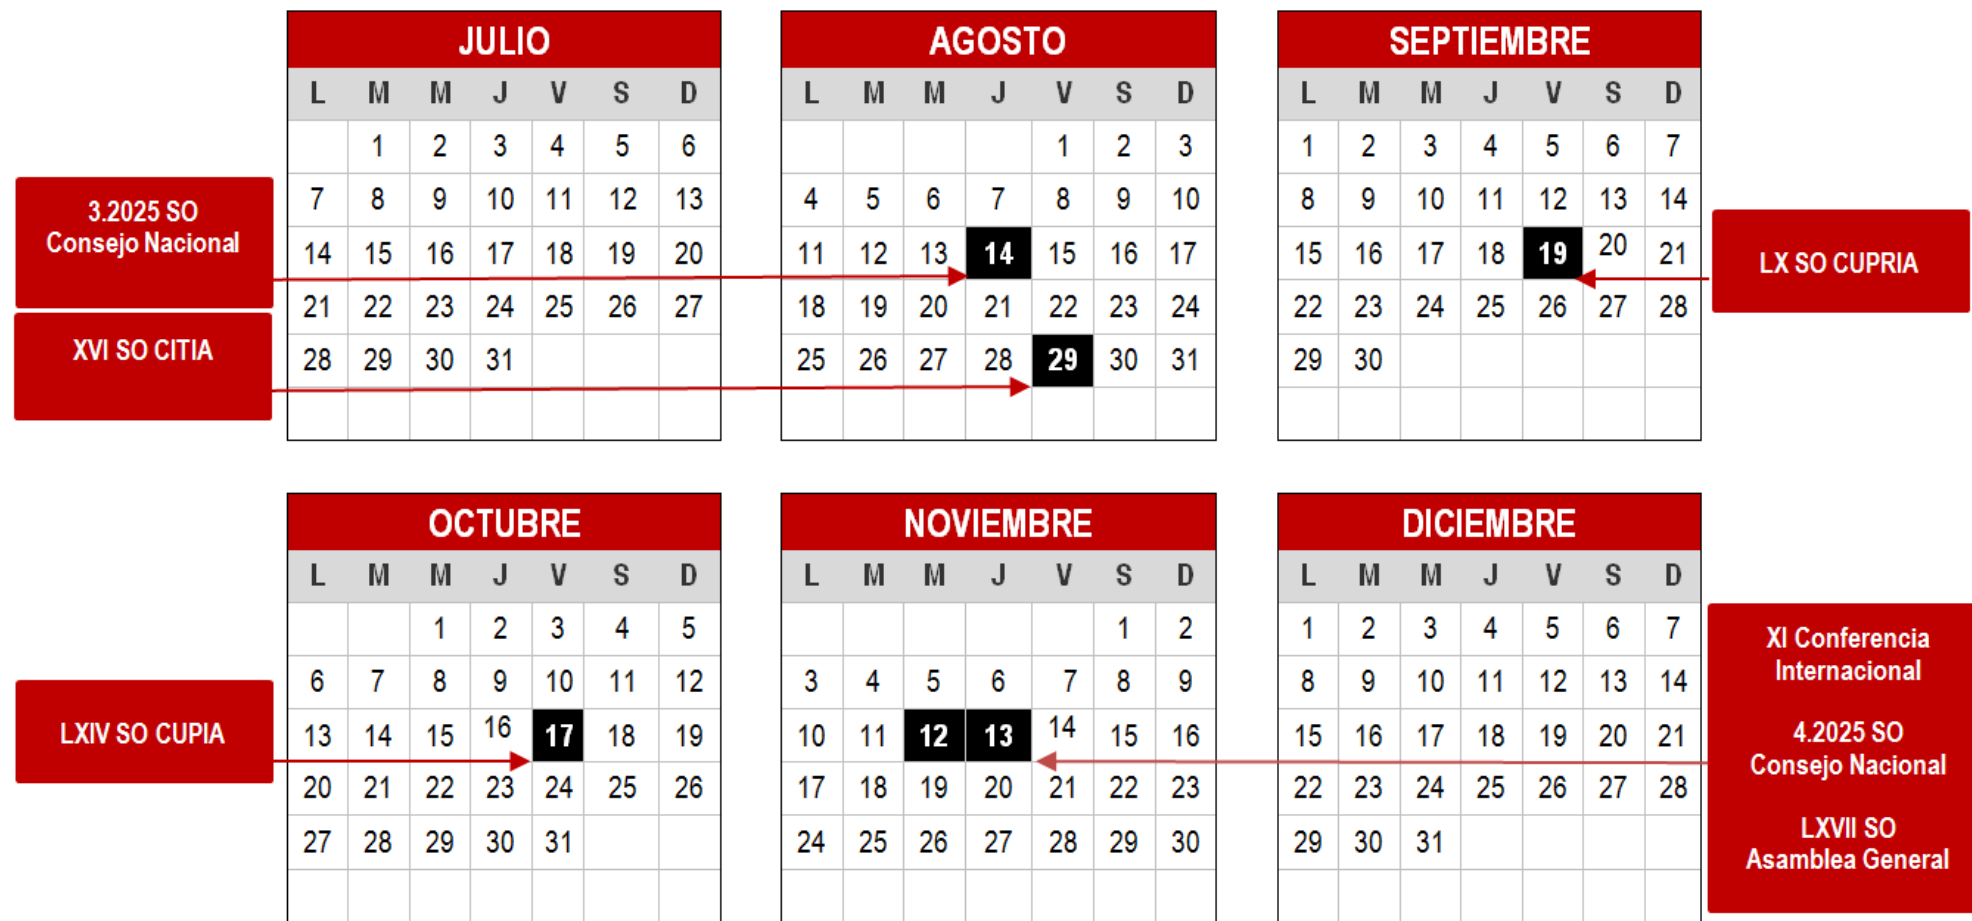 JULIO
L M M J V S D
1 2 3 4 5 6
7 8 9 10 11 12 13
14 15 16 17 18 19 20
21 22 23 24 25 26 27
28 29 30 31
AGOSTO
L M M J V S D
1 2 3
4 5 6 7 8 9 10
11 12 13 14 15 16 17
18 19 20 21 22 23 24
25 26 27 28 29 30 31
SEPTIEMBRE
L M M J V S D
1 2 3 4 5 6 7
8 9 10 11 12 13 14
15 16 17 18 19 20 21
22 23 24 25 26 27 28
29 30
3.2025 SO
Consejo Nacional
XVI SO CITIA
LX SO CUPRIA
OCTUBRE
L M M J V S D
1 2 3 4 5
6 7 8 9 10 11 12
13 14 15 16 17 18 19
20 21 22 23 24 25 26
27 28 29 30 31
NOVIEMBRE
L M M J V S D
1 2
3 4 5 6 7 8 9
10 11 12 13 14 15 16
17 18 19 20 21 22 23
24 25 26 27 28 29 30
DICIEMBRE
L M M J V S D
1 2 3 4 5 6 7
8 9 10 11 12 13 14
15 16 17 18 19 20 21
22 23 24 25 26 27 28
29 30 31
LXIV SO CUPIA
XI Conferencia
Internacional
4.2025 SO
Consejo Nacional
LXVII SO
Asamblea General